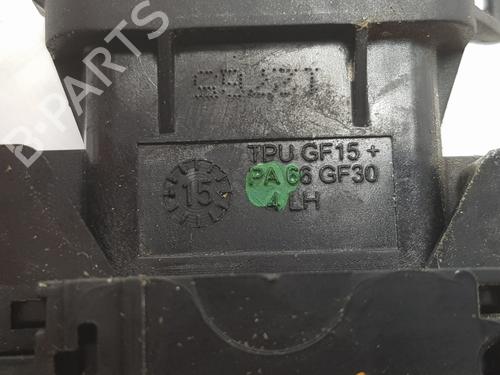 TPU GF15 +
15 PA 66 GF30
4 LH
B-PARTS